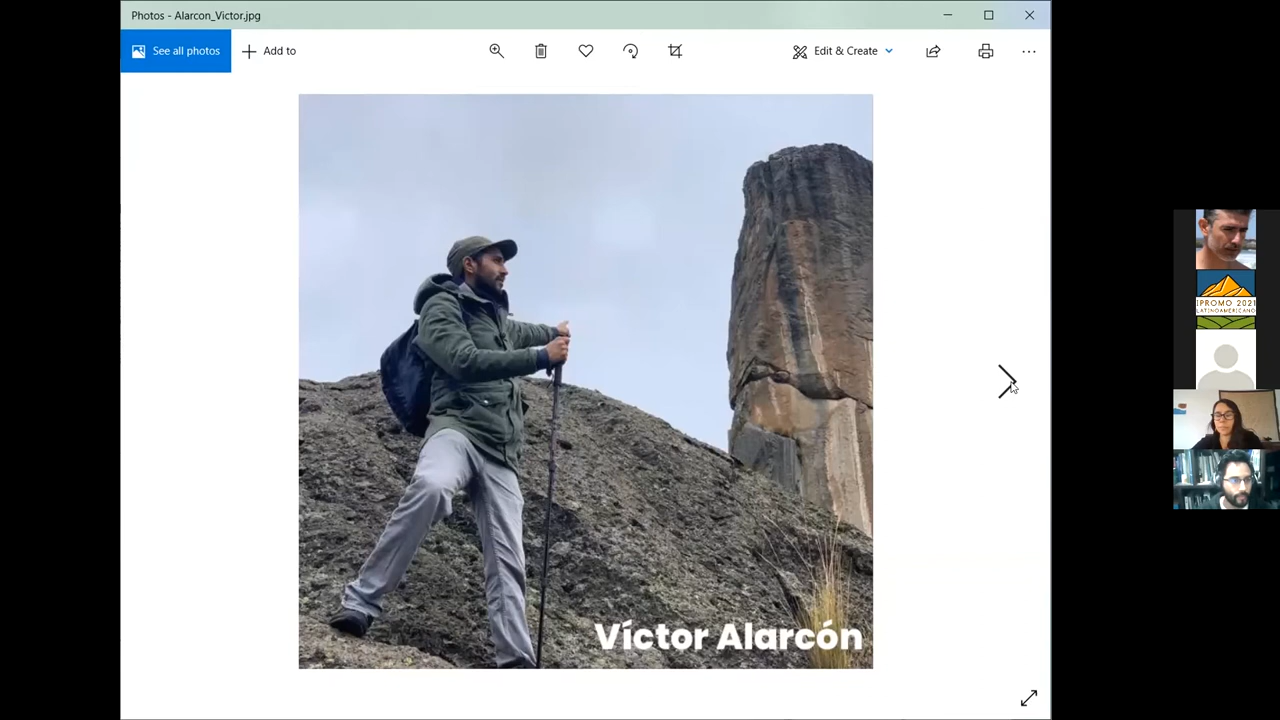 Photos - Alarcon_Victor.jpg
See all photos
Add to
Edit & Create
Víctor Alarcón
IPROMO 2021
LATINOAMERICANO